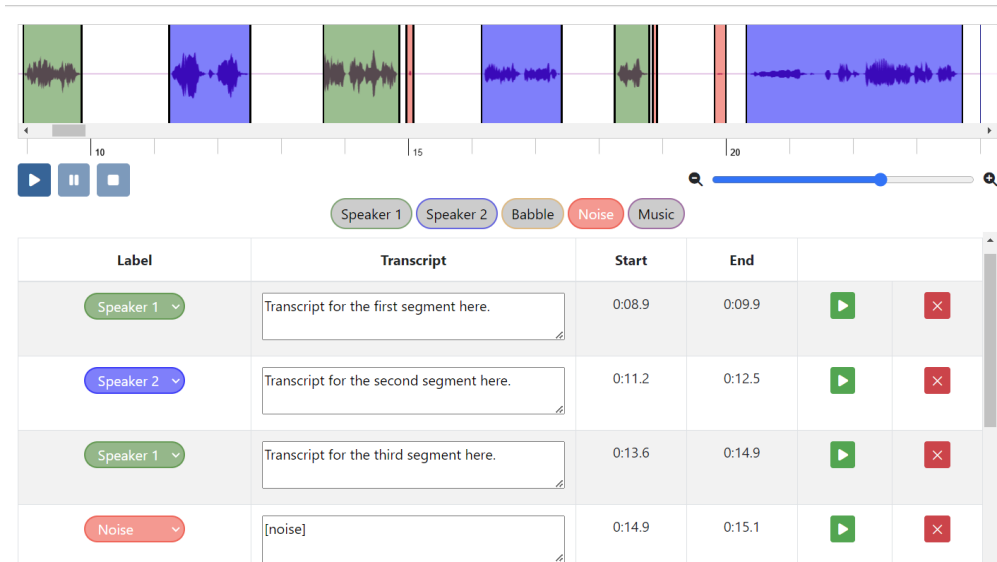 10 15 20
Speaker 1 Speaker 2 Babble Noise Music
Label Transcript Start End
Speaker 1 Transcript for the first segment here. 0:08.9 0:09.9
Speaker 2 Transcript for the second segment here. 0:11.2 0:12.5
Speaker 1 Transcript for the third segment here. 0:13.6 0:14.9
Noise [noise] 0:14.9 0:15.1